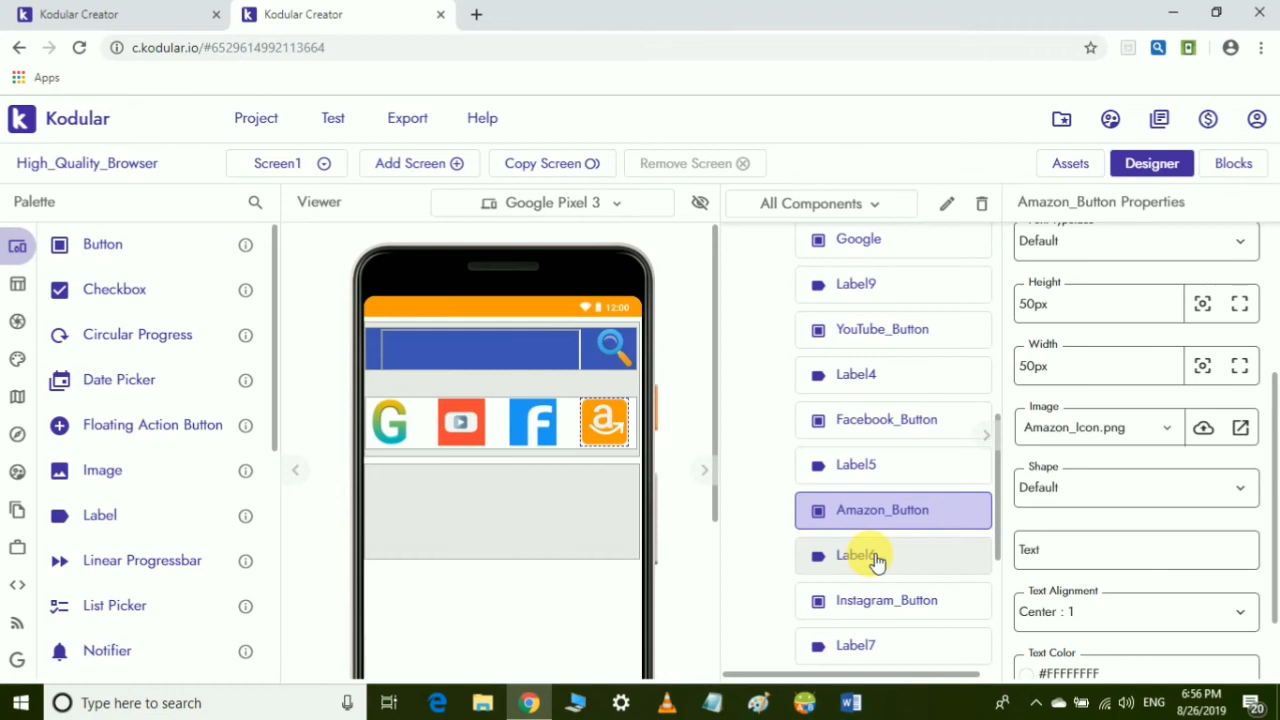 Kodular Creator
Kodular Creator
c.kodular.io/#6529614992113664
Apps
Kodular
Project
Test
Export
Help
High_Quality_Browser
Screen1
Add Screen
Copy Screen
Remove Screen
Assets
Designer
Blocks
Palette
Viewer
Google Pixel 3
All Components
Amazon_Button Properties
Button
Checkbox
Circular Progress
Date Picker
Floating Action Button
Image
Label
Linear Progressbar
List Picker
Notifier
12:00
Google
Label9
YouTube_Button
Label4
Facebook_Button
Label5
Amazon_Button
Label6
Instagram_Button
Label7
Default
Height
50px
Width
50px
Image
Amazon_Icon.png
Shape
Default
Text
Text Alignment
Center : 1
Text Color
#FFFFFFFF
Type here to search
ENG
6:56 PM
8/26/2019
20